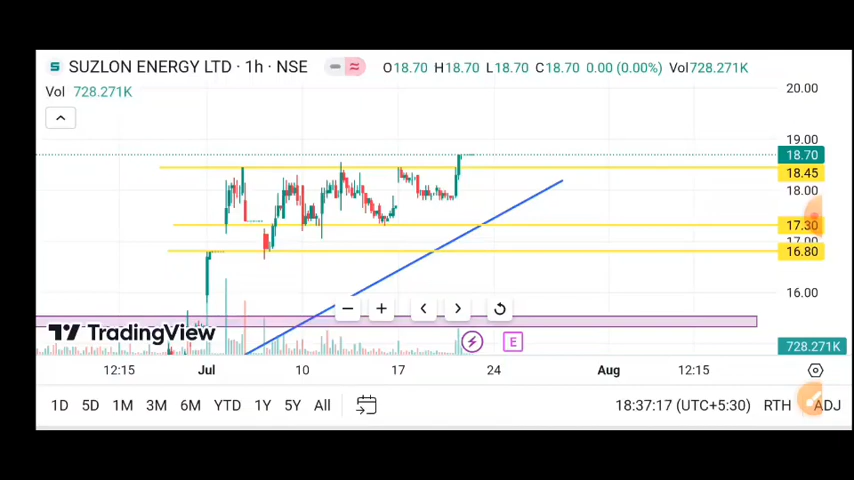 SUZLON ENERGY LTD · 1h · NSE O18.70 H18.70 L18.70 C18.70 0.00 (0.00%) Vol728.271K
Vol 728.271K
20.00
19.00
18.70
18.45
18.00
17.30
17.00
16.80
16.00
TradingView
E
728.271K
12:15 Jul 10 17 24 Aug 12:15
1D 5D 1M 3M 6M YTD 1Y 5Y All 18:37:17 (UTC+5:30) RTH ADJ